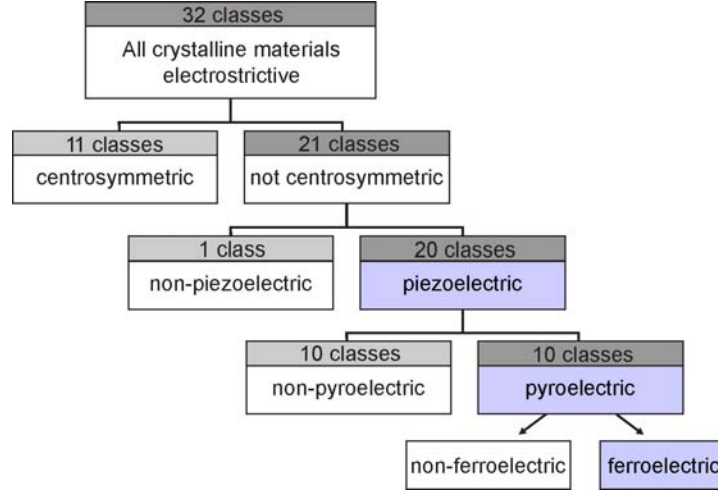 32 classes
All crystalline materials
electrostrictive
11 classes
centrosymmetric
21 classes
not centrosymmetric
1 class
non-piezoelectric
20 classes
piezoelectric
10 classes
non-pyroelectric
10 classes
pyroelectric
non-ferroelectric
ferroelectric